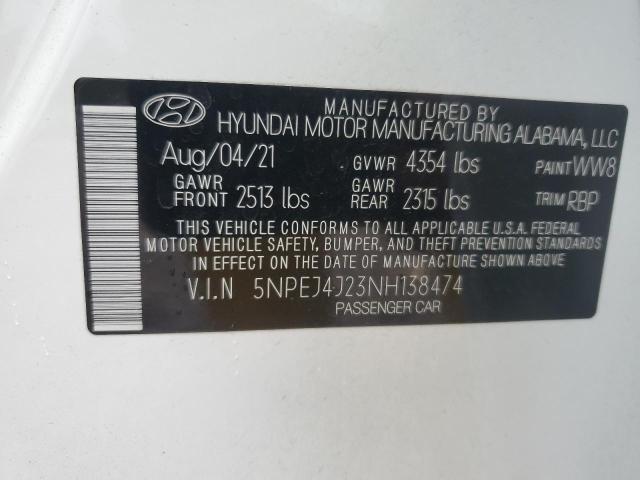 MANUFACTURED BY
HYUNDAI MOTOR MANUFACTURING ALABAMA, LLC
Aug/04/21 GVWR 4354 lbs PAINT WW8
GAWR FRONT 2513 lbs GAWR REAR 2315 lbs TRIM RBP
THIS VEHICLE CONFORMS TO ALL APPLICABLE U.S.A. FEDERAL
MOTOR VEHICLE SAFETY, BUMPER, AND THEFT PREVENTION STANDARDS
IN EFFECT ON THE DATE OF MANUFACTURE SHOWN ABOVE
V.I.N 5NPEJ4J23NH138474
PASSENGER CAR